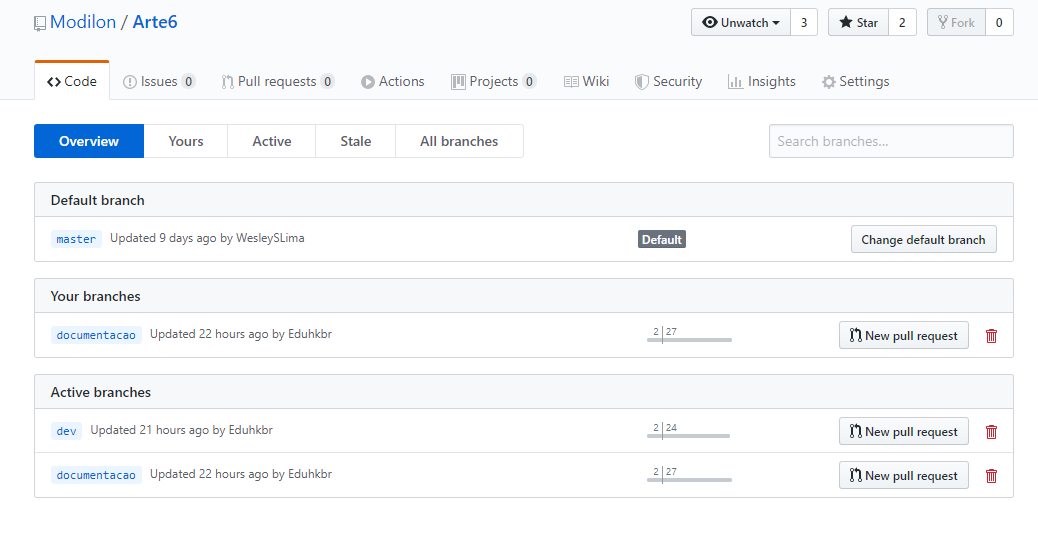 Modilon / Arte6
Unwatch 3 Star 2 Fork 0
Code Issues 0 Pull requests 0 Actions Projects 0 Wiki Security Insights Settings
Overview Yours Active Stale All branches Search branches...
Default branch
master Updated 9 days ago by WesleySLima Default Change default branch
Your branches
documentacao Updated 22 hours ago by Eduhkbr 2 27 New pull request
Active branches
dev Updated 21 hours ago by Eduhkbr 2 24 New pull request
documentacao Updated 22 hours ago by Eduhkbr 2 27 New pull request